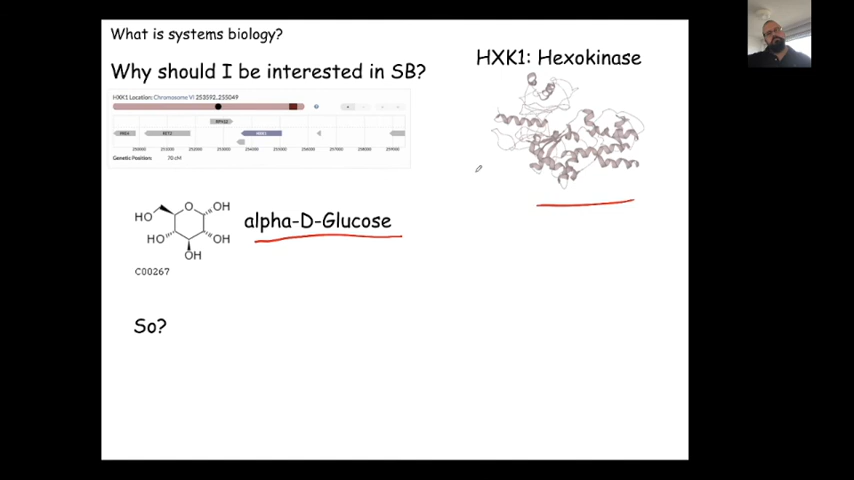 What is systems biology?
HXK1: Hexokinase
Why should I be interested in SB?
HXK1 Location: Chromosome VI 253592..255049
Genetic Position: 70 cM
HO
O
OH
alpha-D-Glucose
HO
OH
OH
C00267
So?